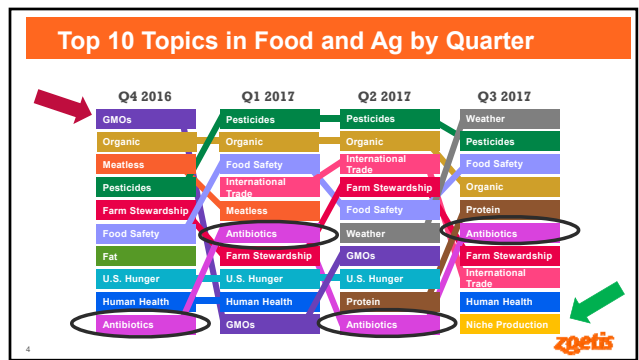 Top 10 Topics in Food and Ag by Quarter
Q4 2016
GMOs
Organic
Meatless
Pesticides
Farm Stewardship
Food Safety
Fat
U.S. Hunger
Human Health
Antibiotics
Q1 2017
Pesticides
Organic
Food Safety
International
Trade
Meatless
Antibiotics
Farm Stewardship
U.S. Hunger
Human Health
GMOs
Q2 2017
Pesticides
Organic
International
Trade
Farm Stewardship
Food Safety
Weather
GMOs
U.S. Hunger
Protein
Antibiotics
Q3 2017
Weather
Pesticides
Food Safety
Organic
Protein
Antibiotics
Farm Stewardship
International
Trade
Human Health
Niche Production
4
zoetis